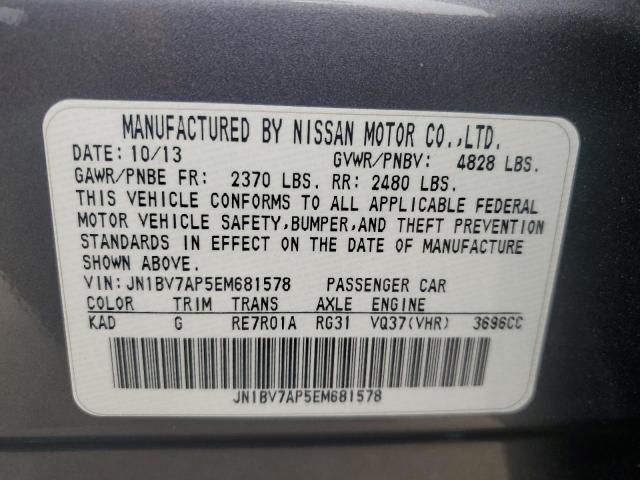 MANUFACTURED BY NISSAN MOTOR CO.,LTD.
DATE: 10/13 GVWR/PNBV: 4828 LBS.
GAWR/PNBE FR: 2370 LBS. RR: 2480 LBS.
THIS VEHICLE CONFORMS TO ALL APPLICABLE FEDERAL
MOTOR VEHICLE SAFETY,BUMPER,AND THEFT PREVENTION
STANDARDS IN EFFECT ON THE DATE OF MANUFACTURE
SHOWN ABOVE.
VIN: JN1BV7AP5EM681578 PASSENGER CAR
COLOR TRIM TRANS AXLE ENGINE
KAD G RE7R01A RG31 VQ37(VHR) 3696CC
JN1BV7AP5EM681578